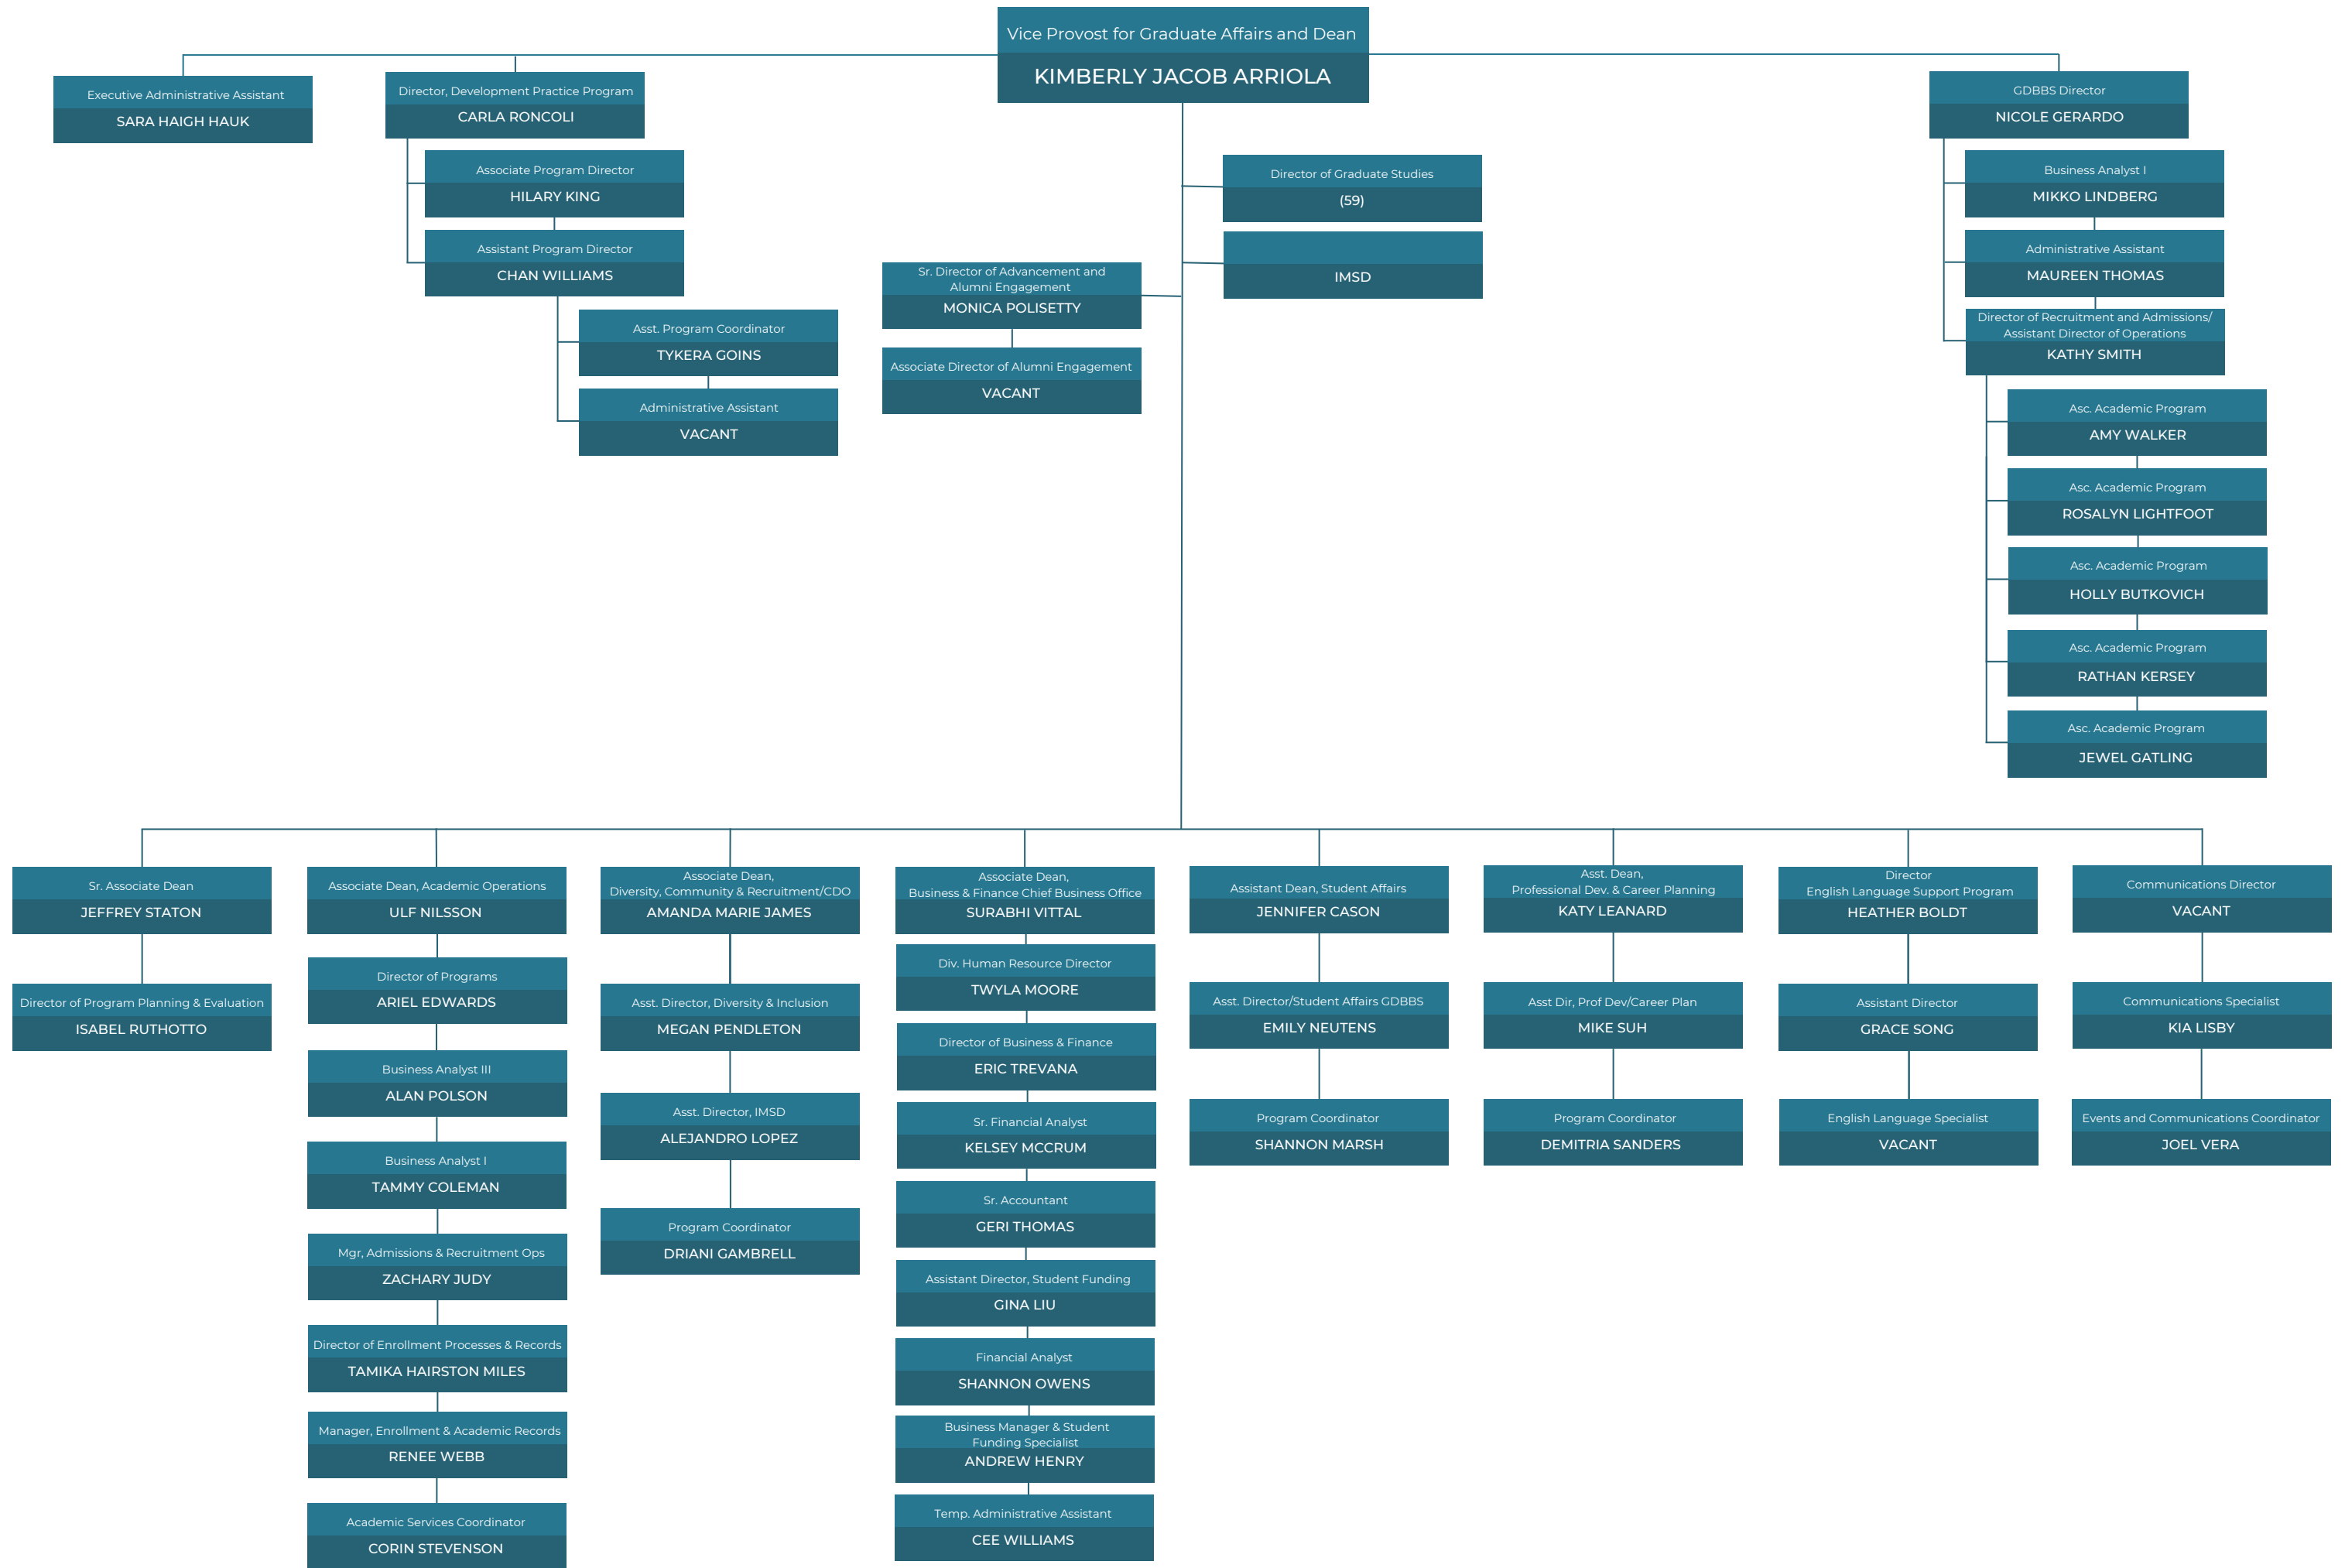 Vice Provost for Graduate Affairs and Dean
KIMBERLY JACOB ARRIOLA
Executive Administrative Assistant
SARA HAIGH HAUK
Director, Development Practice Program
CARLA RONCOLI
Associate Program Director
HILARY KING
Assistant Program Director
CHAN WILLIAMS
Asst. Program Coordinator
TYKERA GOINS
Administrative Assistant
VACANT
Sr. Director of Advancement and
Alumni Engagement
MONICA POLISETTY
Associate Director of Alumni Engagement
VACANT
Director of Graduate Studies
(59)
IMSD
GDBBS Director
NICOLE GERARDO
Business Analyst I
MIKKO LINDBERG
Administrative Assistant
MAUREEN THOMAS
Director of Recruitment and Admissions/
Assistant Director of Operations
KATHY SMITH
Asc. Academic Program
AMY WALKER
Asc. Academic Program
ROSALYN LIGHTFOOT
Asc. Academic Program
HOLLY BUTKOVICH
Asc. Academic Program
RATHAN KERSEY
Asc. Academic Program
JEWEL GATLING
Sr. Associate Dean
JEFFREY STATON
Director of Program Planning & Evaluation
ISABEL RUTHOTTO
Associate Dean, Academic Operations
ULF NILSSON
Director of Programs
ARIEL EDWARDS
Business Analyst III
ALAN POLSON
Business Analyst I
TAMMY COLEMAN
Mgr, Admissions & Recruitment Ops
ZACHARY JUDY
Director of Enrollment Processes & Records
TAMIKA HAIRSTON MILES
Manager, Enrollment & Academic Records
RENEE WEBB
Academic Services Coordinator
CORIN STEVENSON
Associate Dean,
Diversity, Community & Recruitment/CDO
AMANDA MARIE JAMES
Asst. Director, Diversity & Inclusion
MEGAN PENDLETON
Asst. Director, IMSD
ALEJANDRO LOPEZ
Program Coordinator
DRIANI GAMBRELL
Associate Dean,
Business & Finance Chief Business Office
SURABHI VITTAL
Div. Human Resource Director
TWYLA MOORE
Director of Business & Finance
ERIC TREVANA
Sr. Financial Analyst
KELSEY MCCRUM
Sr. Accountant
GERI THOMAS
Assistant Director, Student Funding
GINA LIU
Financial Analyst
SHANNON OWENS
Business Manager & Student
Funding Specialist
ANDREW HENRY
Temp. Administrative Assistant
CEE WILLIAMS
Assistant Dean, Student Affairs
JENNIFER CASON
Asst. Director/Student Affairs GDBBS
EMILY NEUTENS
Program Coordinator
SHANNON MARSH
Asst. Dean,
Professional Dev. & Career Planning
KATY LEANARD
Asst Dir, Prof Dev/Career Plan
MIKE SUH
Program Coordinator
DEMITRIA SANDERS
Director
English Language Support Program
HEATHER BOLDT
Assistant Director
GRACE SONG
English Language Specialist
VACANT
Communications Director
VACANT
Communications Specialist
KIA LISBY
Events and Communications Coordinator
JOEL VERA